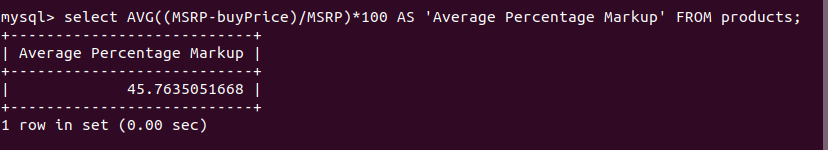 mysql> select AVG((MSRP-buyPrice)/MSRP)*100 AS 'Average Percentage Markup' FROM products;
+---------------------------+
| Average Percentage Markup |
+---------------------------+
|             45.7635051668 |
+---------------------------+
1 row in set (0.00 sec)